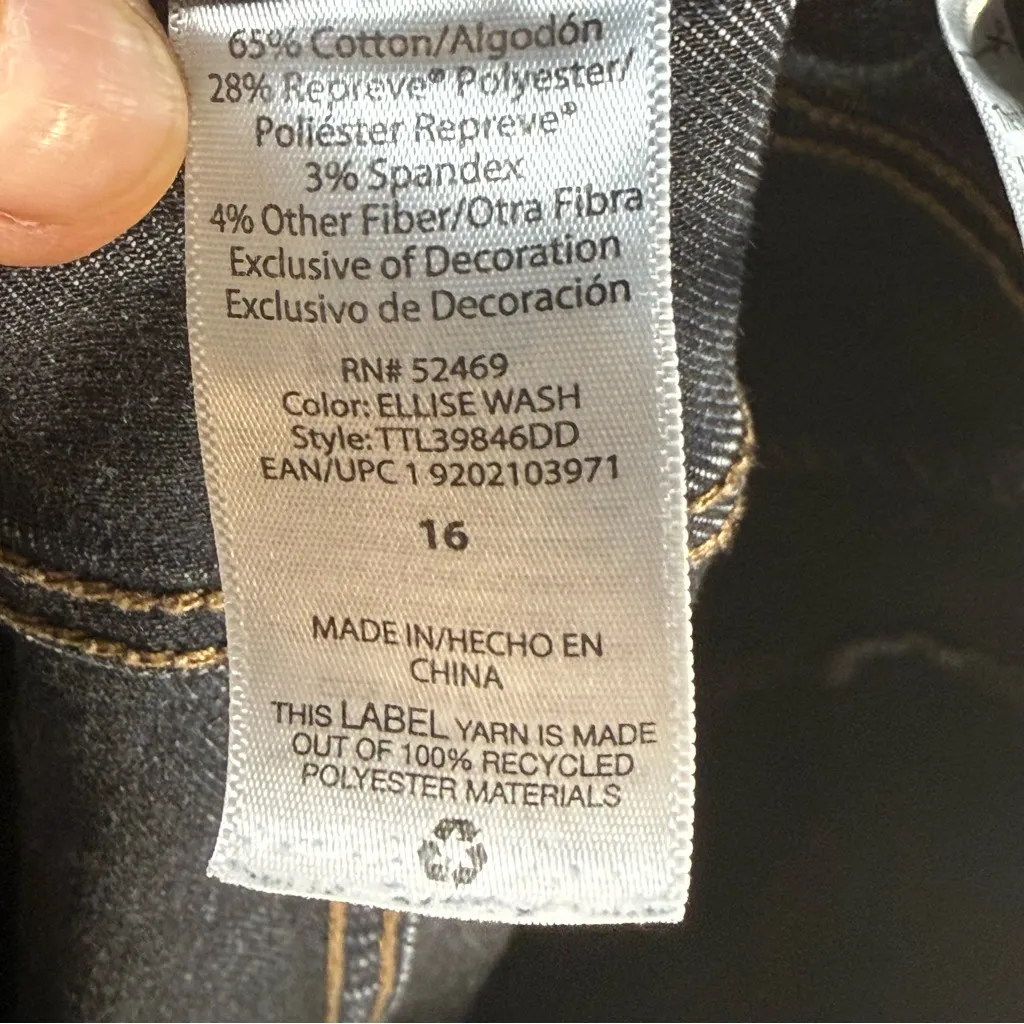 65% Cotton/Algodón
28% Repreve® Polyester/
Poliéster Repreve®
3% Spandex
4% Other Fiber/Otra Fibra
Exclusive of Decoration
Exclusivo de Decoración
RN# 52469
Color: ELLISE WASH
Style: TTL39846DD
EAN/UPC 1 9202103971
16
MADE IN/HECHO EN
CHINA
THIS LABEL YARN IS MADE
OUT OF 100% RECYCLED
POLYESTER MATERIALS